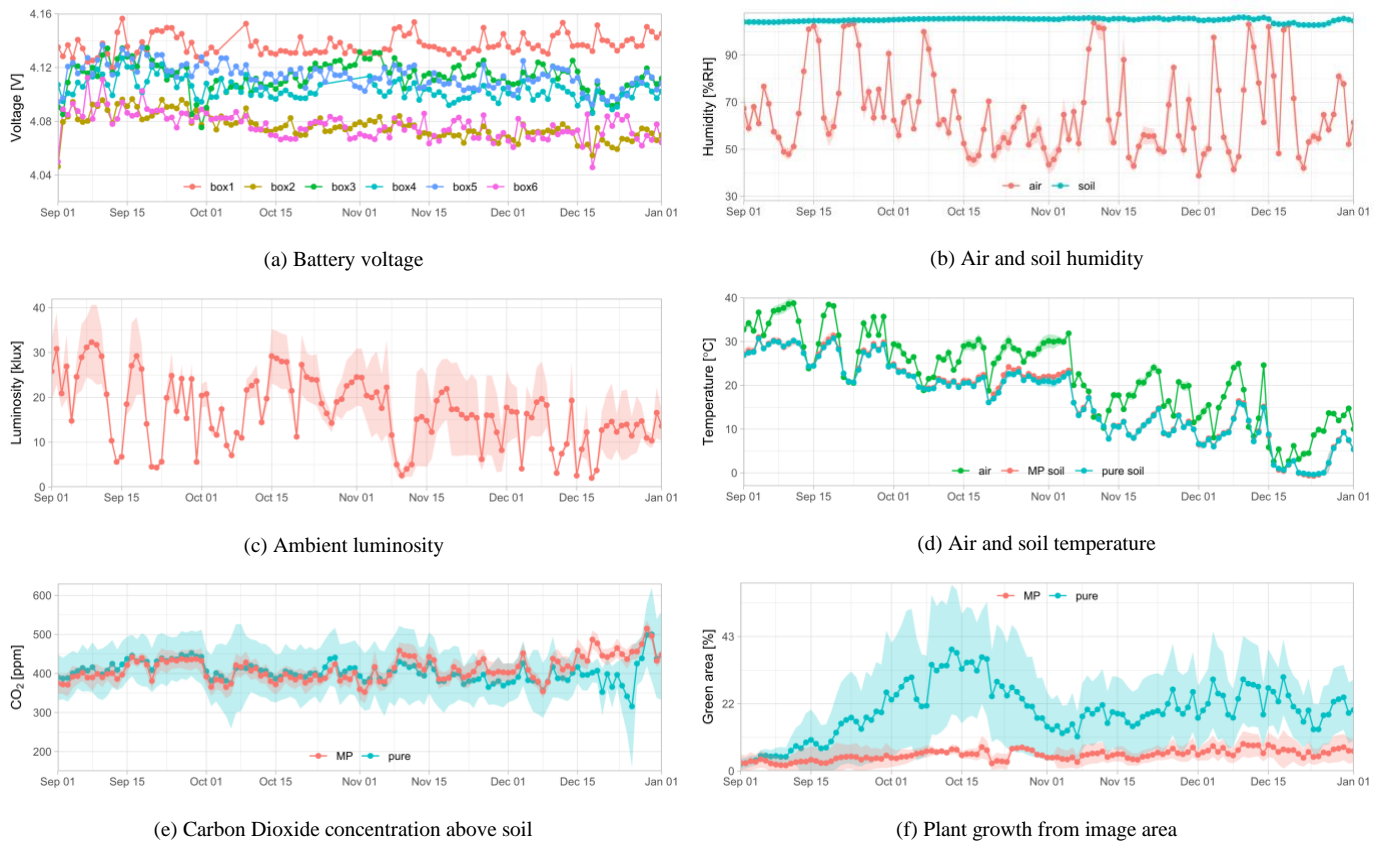 4.16
4.12
4.08
4.04
Voltage [V]
box1 box2 box3 box4 box5 box6
Sep 01 Sep 15 Oct 01 Oct 15 Nov 01 Nov 15 Dec 01 Dec 15 Jan 01
(a) Battery voltage
90
70
50
30
Humidity [%RH]
air soil
Sep 01 Sep 15 Oct 01 Oct 15 Nov 01 Nov 15 Dec 01 Dec 15 Jan 01
(b) Air and soil humidity
40
30
20
10
0
Luminosity [klux]
Sep 01 Sep 15 Oct 01 Oct 15 Nov 01 Nov 15 Dec 01 Dec 15 Jan 01
(c) Ambient luminosity
40
30
20
10
0
Temperature [°C]
air MP soil pure soil
Sep 01 Sep 15 Oct 01 Oct 15 Nov 01 Nov 15 Dec 01 Dec 15 Jan 01
(d) Air and soil temperature
600
500
400
300
200
CO₂ [ppm]
MP pure
Sep 01 Sep 15 Oct 01 Oct 15 Nov 01 Nov 15 Dec 01 Dec 15 Jan 01
(e) Carbon Dioxide concentration above soil
MP pure
43
22
0
Green area [%]
Sep 01 Sep 15 Oct 01 Oct 15 Nov 01 Nov 15 Dec 01 Dec 15 Jan 01
(f) Plant growth from image area